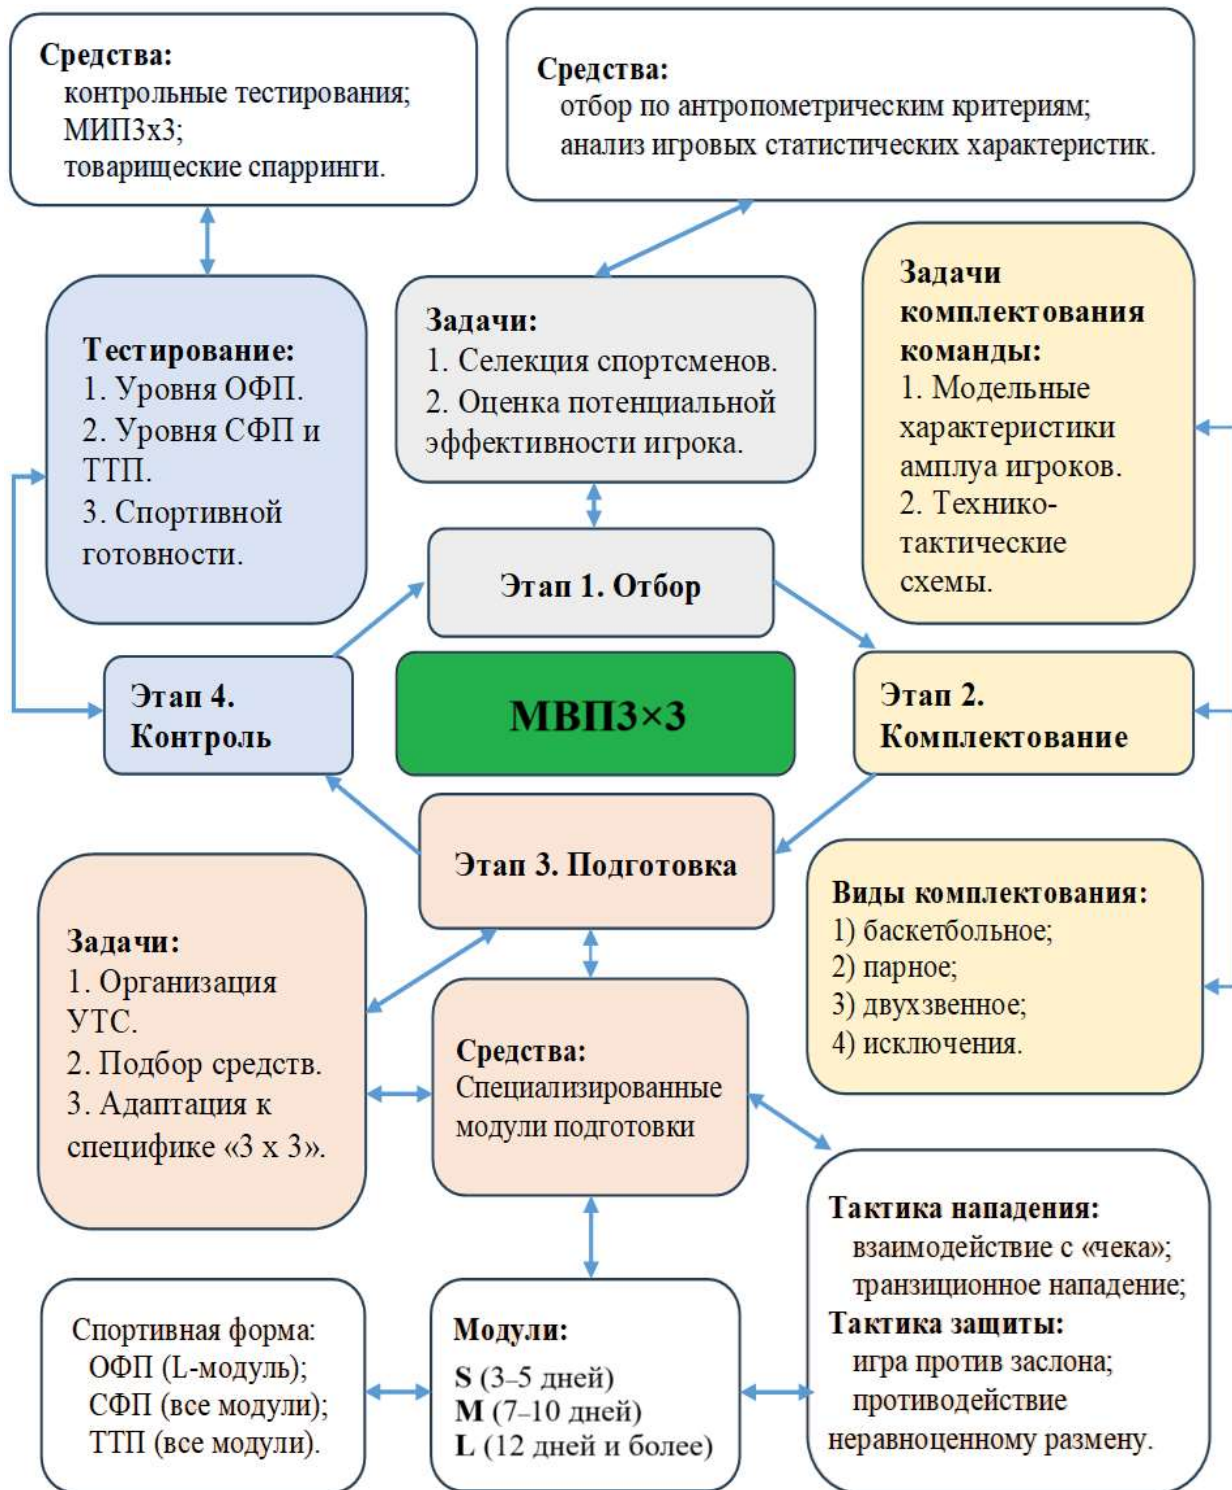 Средства:
контрольные тестирования;
МИП3х3;
товарищеские спарринги.
Средства:
отбор по антропометрическим критериям;
анализ игровых статистических характеристик.
Тестирование:
1. Уровня ОФП.
2. Уровня СФП и
ТТП.
3. Спортивной
готовности.
Задачи:
1. Селекция спортсменов.
2. Оценка потенциальной
эффективности игрока.
Задачи
комплектования
команды:
1. Модельные
характеристики
амплуа игроков.
2. Технико-
тактические
схемы.
Этап 1. Отбор
Этап 4.
Контроль
МВП3×3
Этап 2.
Комплектование
Этап 3. Подготовка
Задачи:
1. Организация
УТС.
2. Подбор средств.
3. Адаптация к
специфике «3 х 3».
Средства:
Специализированные
модули подготовки
Виды комплектования:
1) баскетбольное;
2) парное;
3) двухзвенное;
4) исключения.
Спортивная форма:
ОФП (L-модуль);
СФП (все модули);
ТТП (все модули).
Модули:
S (3–5 дней)
M (7–10 дней)
L (12 дней и более)
Тактика нападения:
взаимодействие с «чека»;
транзиционное нападение;
Тактика защиты:
игра против заслона;
противодействие
неравноценному размену.